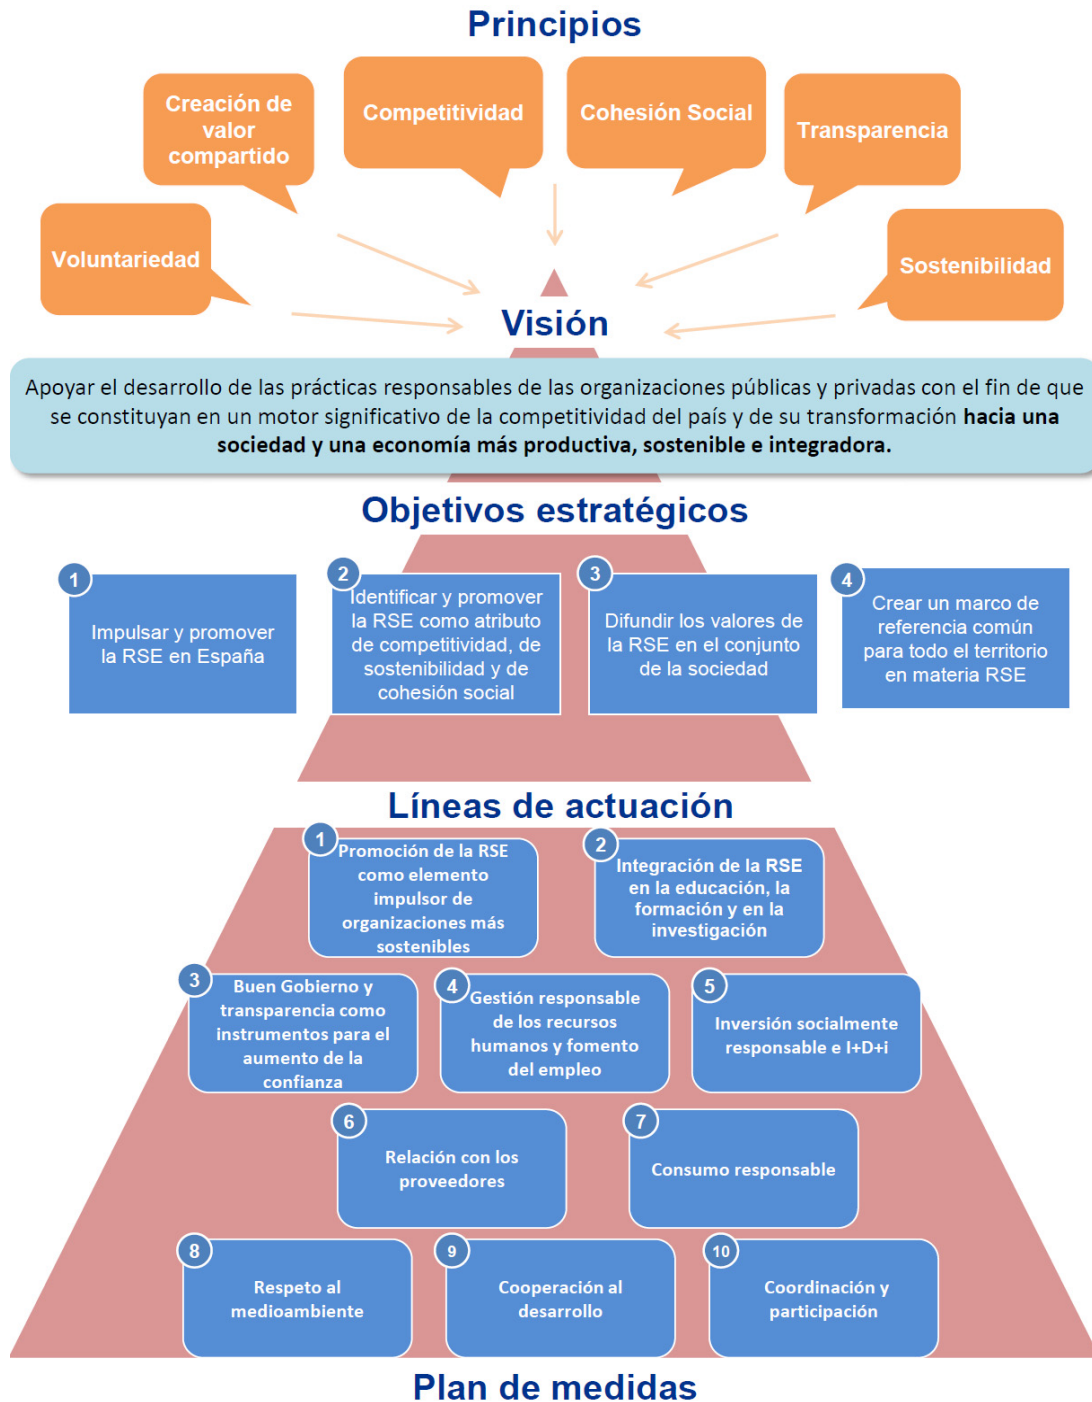 Principios
Creación de
valor
compartido
Competitividad
Cohesión Social
Transparencia
Voluntariedad
Sostenibilidad
Visión
Apoyar el desarrollo de las prácticas responsables de las organizaciones públicas y privadas con el fin de que
se constituyan en un motor significativo de la competitividad del país y de su transformación hacia una
sociedad y una economía más productiva, sostenible e integradora.
Objetivos estratégicos
1
Impulsar y promover
la RSE en España
2
Identificar y promover
la RSE como atributo
de competitividad, de
sostenibilidad y de
cohesión social
3
Difundir los valores de
la RSE en el conjunto
de la sociedad
4
Crear un marco de
referencia común
para todo el territorio
en materia RSE
Líneas de actuación
1
Promoción de la RSE
como elemento
impulsor de
organizaciones más
sostenibles
2
Integración de la RSE
en la educación, la
formación y en la
investigación
3
Buen Gobierno y
transparencia como
instrumentos para el
aumento de la
confianza
4
Gestión responsable
de los recursos
humanos y fomento
del empleo
5
Inversión socialmente
responsable e I+D+i
6
Relación con los
proveedores
7
Consumo responsable
8
Respeto al
medioambiente
9
Cooperación al
desarrollo
10
Coordinación y
participación
Plan de medidas